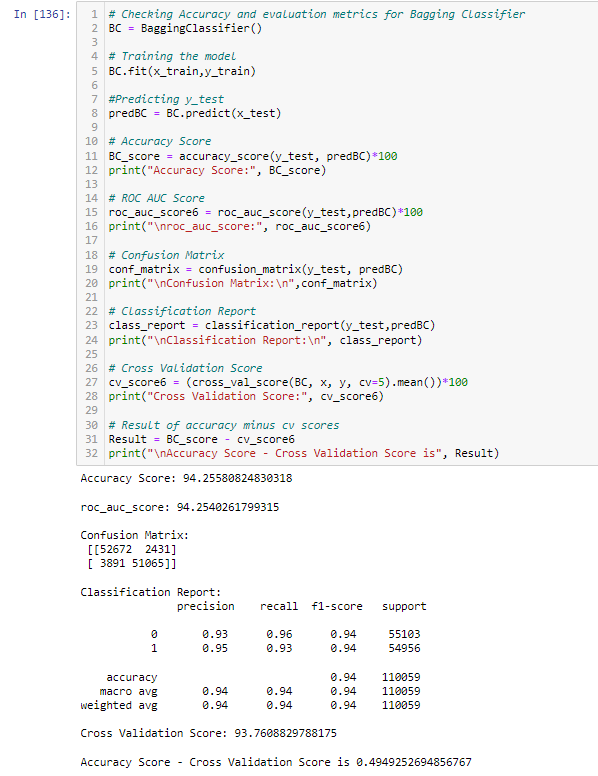 In [136]:
1 # Checking Accuracy and evaluation metrics for Bagging Classifier
2 BC = BaggingClassifier()
3
4 # Training the model
5 BC.fit(x_train,y_train)
6
7 #Predicting y_test
8 predBC = BC.predict(x_test)
9
10 # Accuracy Score
11 BC_score = accuracy_score(y_test, predBC)*100
12 print("Accuracy Score:", BC_score)
13
14 # ROC AUC Score
15 roc_auc_score6 = roc_auc_score(y_test,predBC)*100
16 print("\nroc_auc_score:", roc_auc_score6)
17
18 # Confusion Matrix
19 conf_matrix = confusion_matrix(y_test, predBC)
20 print("\nConfusion Matrix:\n",conf_matrix)
21
22 # Classification Report
23 class_report = classification_report(y_test,predBC)
24 print("\nClassification Report:\n", class_report)
25
26 # Cross Validation Score
27 cv_score6 = (cross_val_score(BC, x, y, cv=5).mean())*100
28 print("Cross Validation Score:", cv_score6)
29
30 # Result of accuracy minus cv scores
31 Result = BC_score - cv_score6
32 print("\nAccuracy Score - Cross Validation Score is", Result)
Accuracy Score: 94.25580824830318
roc_auc_score: 94.2540261799315
Confusion Matrix:
[[52672 2431]
[ 3891 51065]]
Classification Report:
precision recall f1-score support
0 0.93 0.96 0.94 55103
1 0.95 0.93 0.94 54956
accuracy 0.94 110059
macro avg 0.94 0.94 0.94 110059
weighted avg 0.94 0.94 0.94 110059
Cross Validation Score: 93.7608829788175
Accuracy Score - Cross Validation Score is 0.4949252694856767